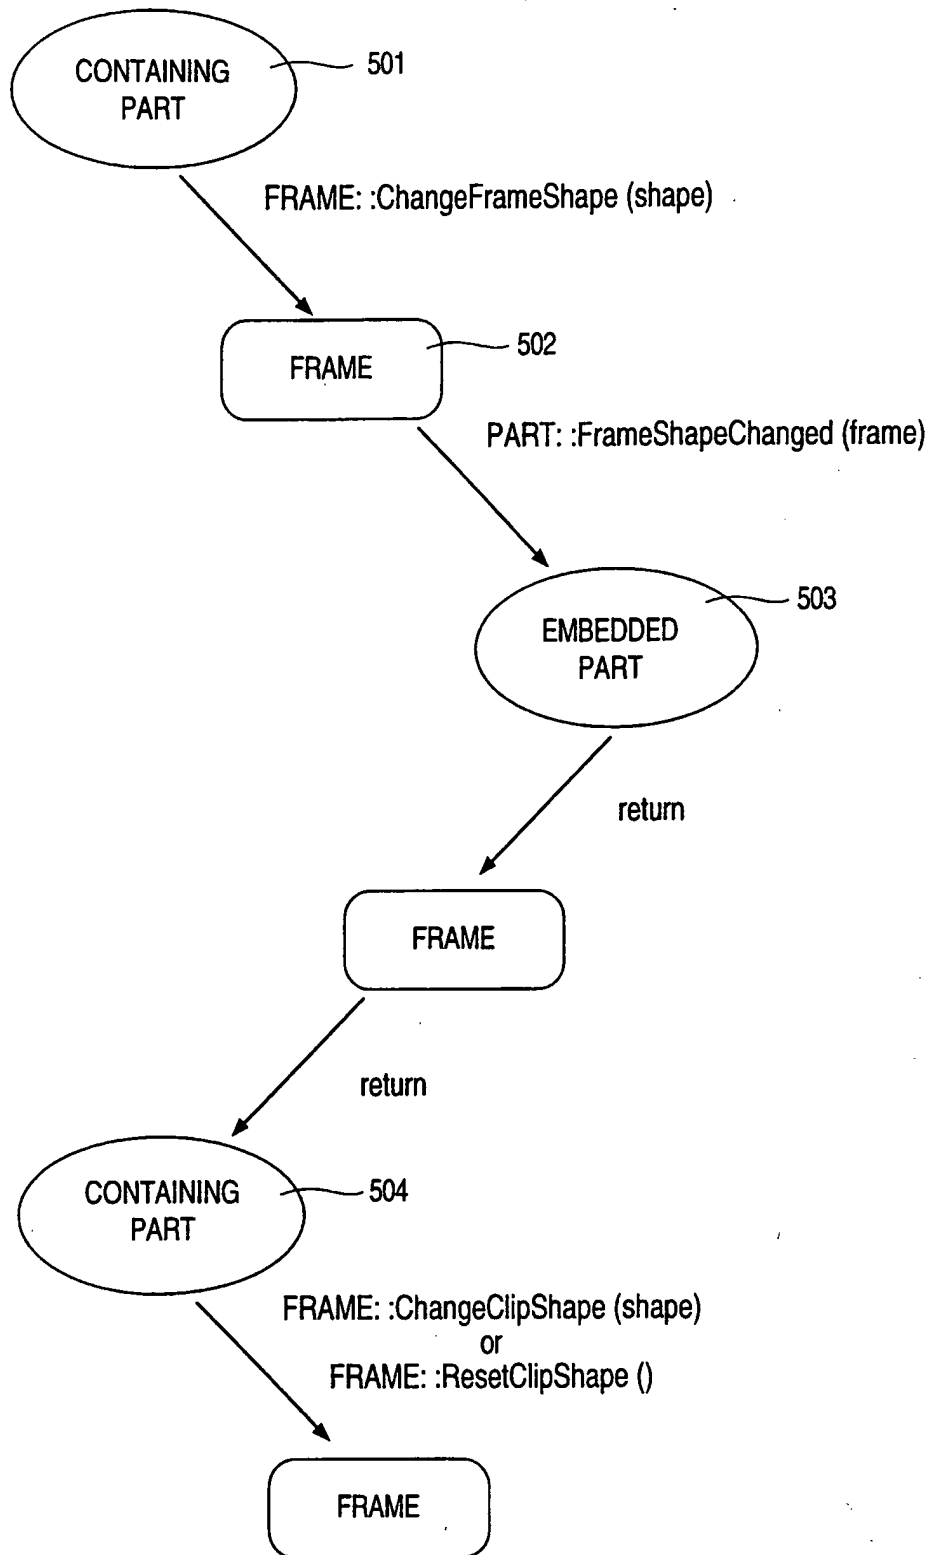 CONTAINING
PART
501
FRAME: :ChangeFrameShape (shape)
FRAME
502
PART: :FrameShapeChanged (frame)
EMBEDDED
PART
503
return
FRAME
return
CONTAINING
PART
504
FRAME: :ChangeClipShape (shape)
or
FRAME: :ResetClipShape ()
FRAME